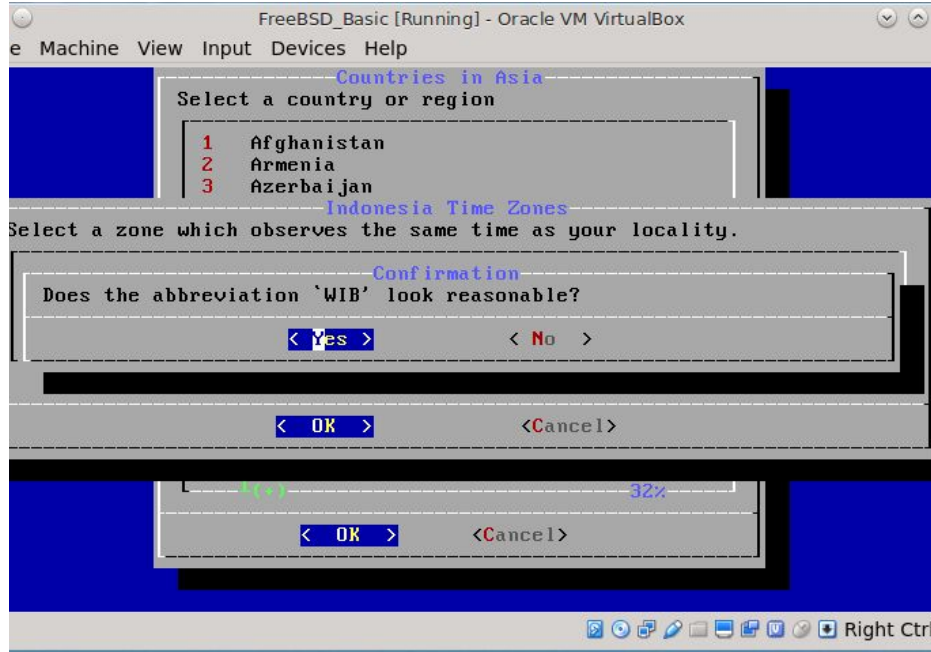 FreeBSD_Basic [Running] - Oracle VM VirtualBox
e Machine View Input Devices Help
Countries in Asia
Select a country or region
1 Afghanistan
2 Armenia
3 Azerbaijan
Indonesia Time Zones
Select a zone which observes the same time as your locality.
Confirmation
Does the abbreviation `WIB' look reasonable?
< Yes > < No >
< OK > <Cancel>
(+) 32%
< OK > <Cancel>
Right Ctrl